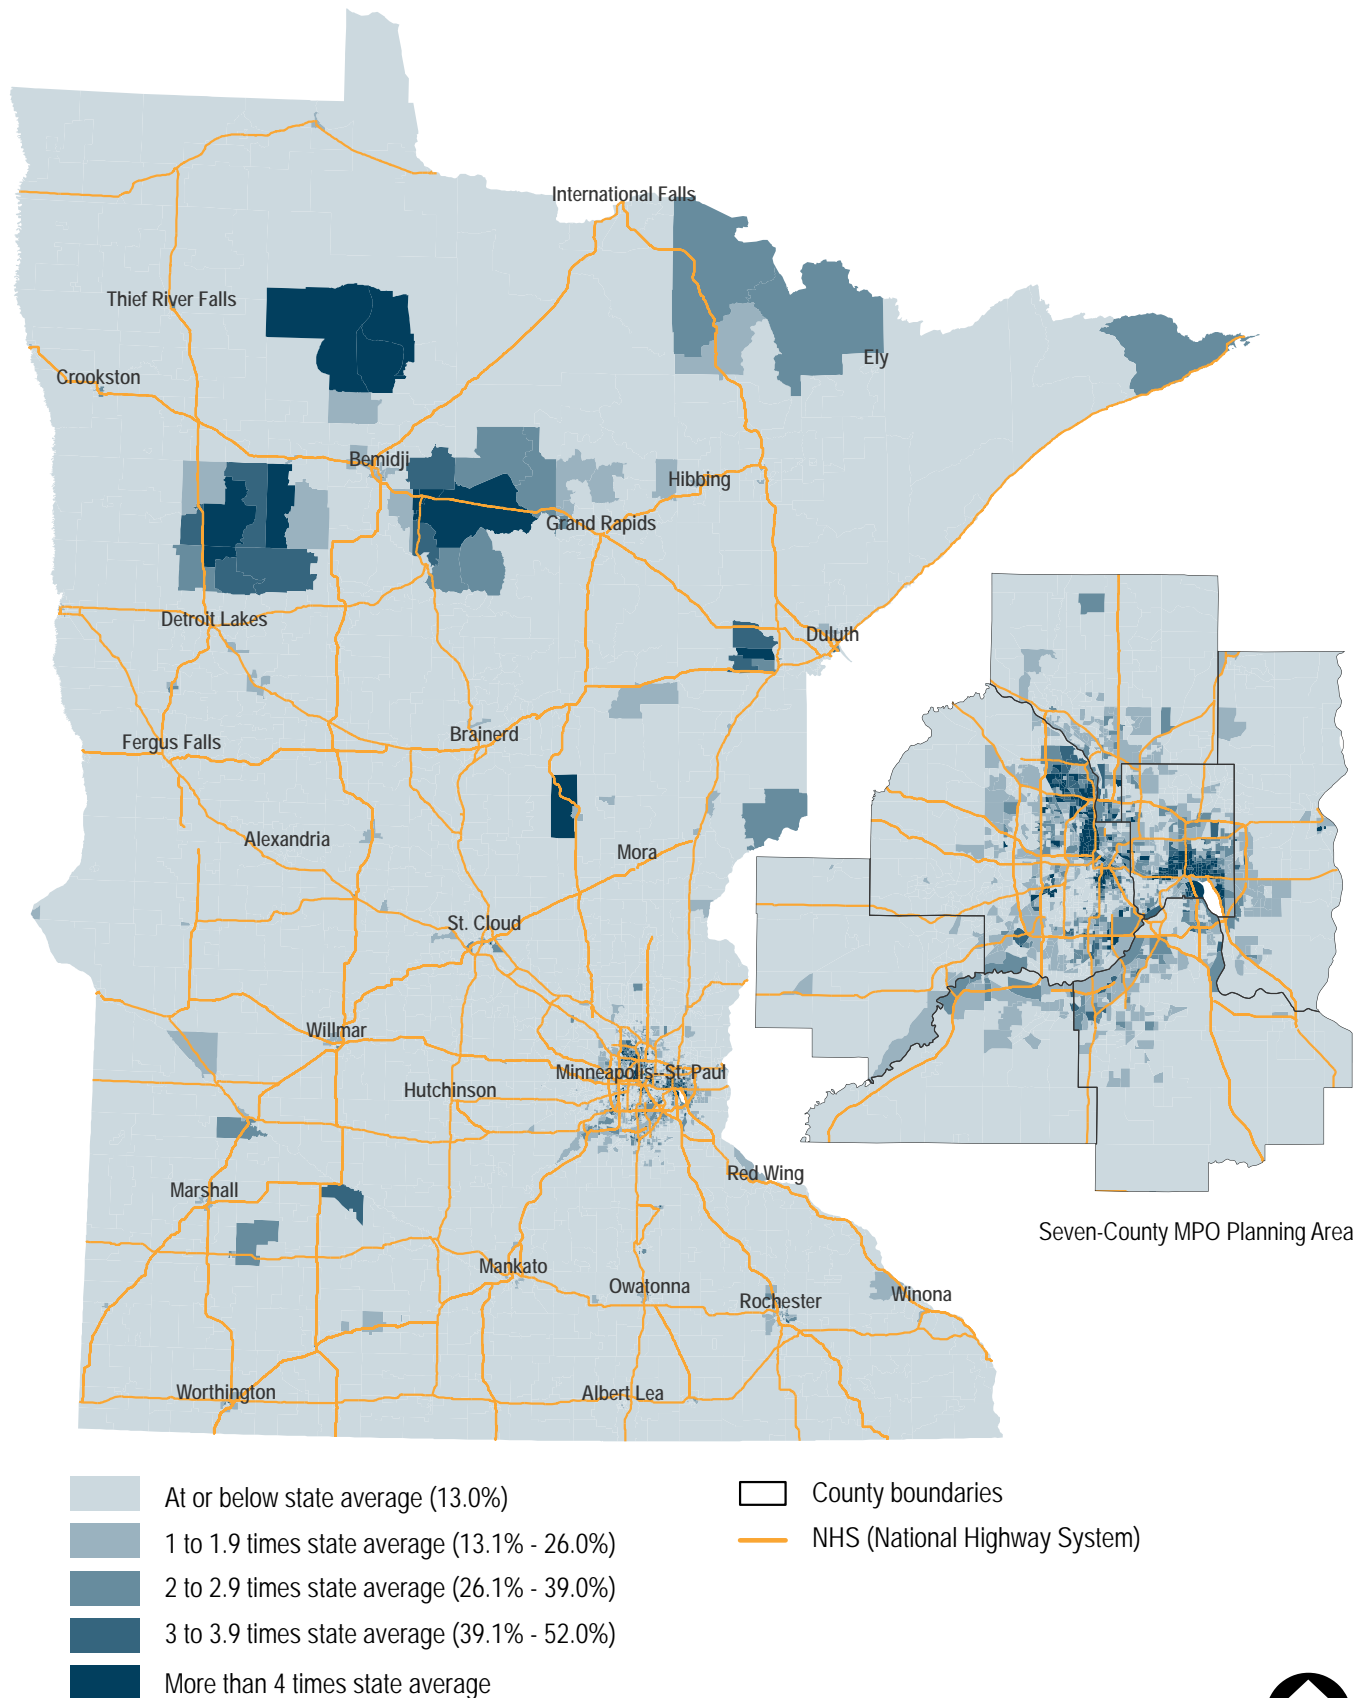 International Falls
Thief River Falls
Ely
Crookston
Bemidji
Hibbing
Grand Rapids
Detroit Lakes
Duluth
Brainerd
Fergus Falls
Alexandria
Mora
St. Cloud
Willmar
Minneapolis--St. Paul
Hutchinson
Red Wing
Marshall
Seven-County MPO Planning Area
Mankato
Owatonna
Rochester
Winona
Worthington
Albert Lea
At or below state average (13.0%)
1 to 1.9 times state average (13.1% - 26.0%)
2 to 2.9 times state average (26.1% - 39.0%)
3 to 3.9 times state average (39.1% - 52.0%)
More than 4 times state average
County boundaries
NHS (National Highway System)